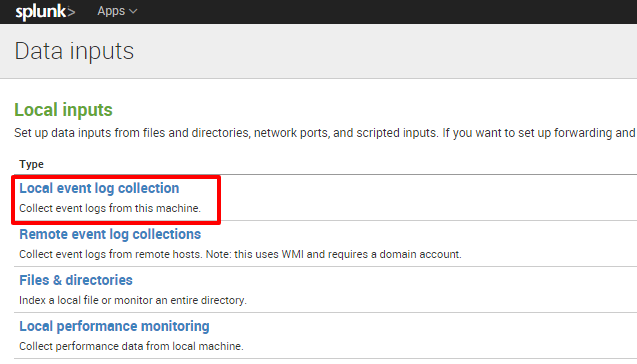 splunk> Apps
Data inputs
Local inputs
Set up data inputs from files and directories, network ports, and scripted inputs. If you want to set up forwarding and
Type
Local event log collection
Collect event logs from this machine.
Remote event log collections
Collect event logs from remote hosts. Note: this uses WMI and requires a domain account.
Files & directories
Index a local file or monitor an entire directory.
Local performance monitoring
Collect performance data from local machine.